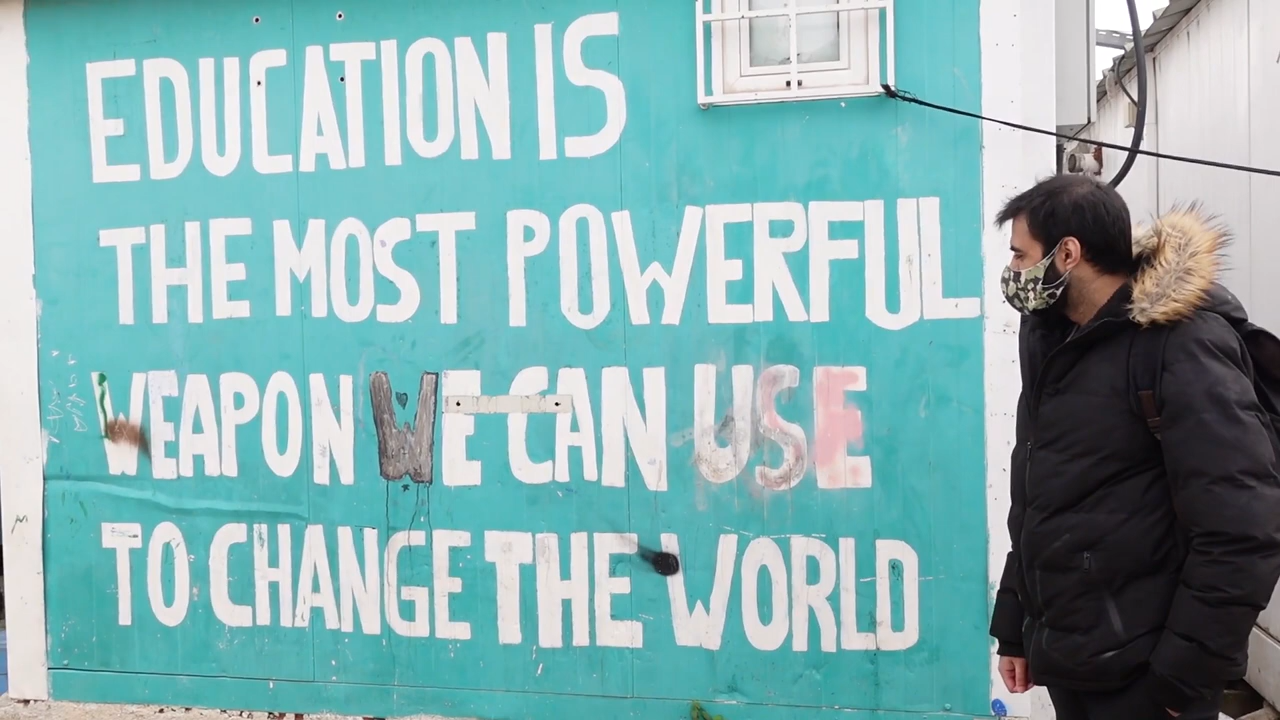 EDUCATION IS
THE MOST POWERFUL
WEAPON WE CAN USE
TO CHANGE THE WORLD